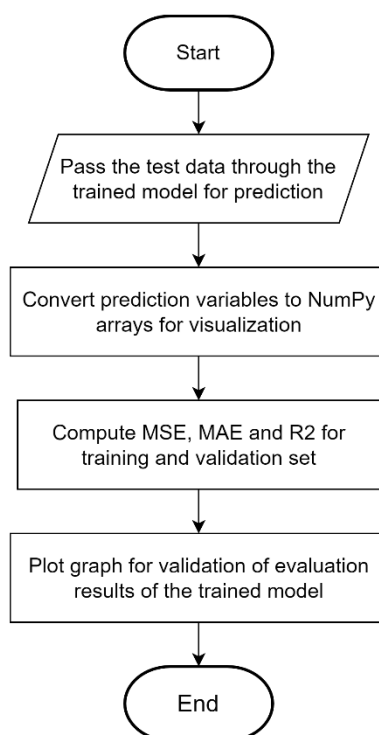 Start
Pass the test data through the
trained model for prediction
Convert prediction variables to NumPy
arrays for visualization
Compute MSE, MAE and R2 for
training and validation set
Plot graph for validation of evaluation
results of the trained model
End